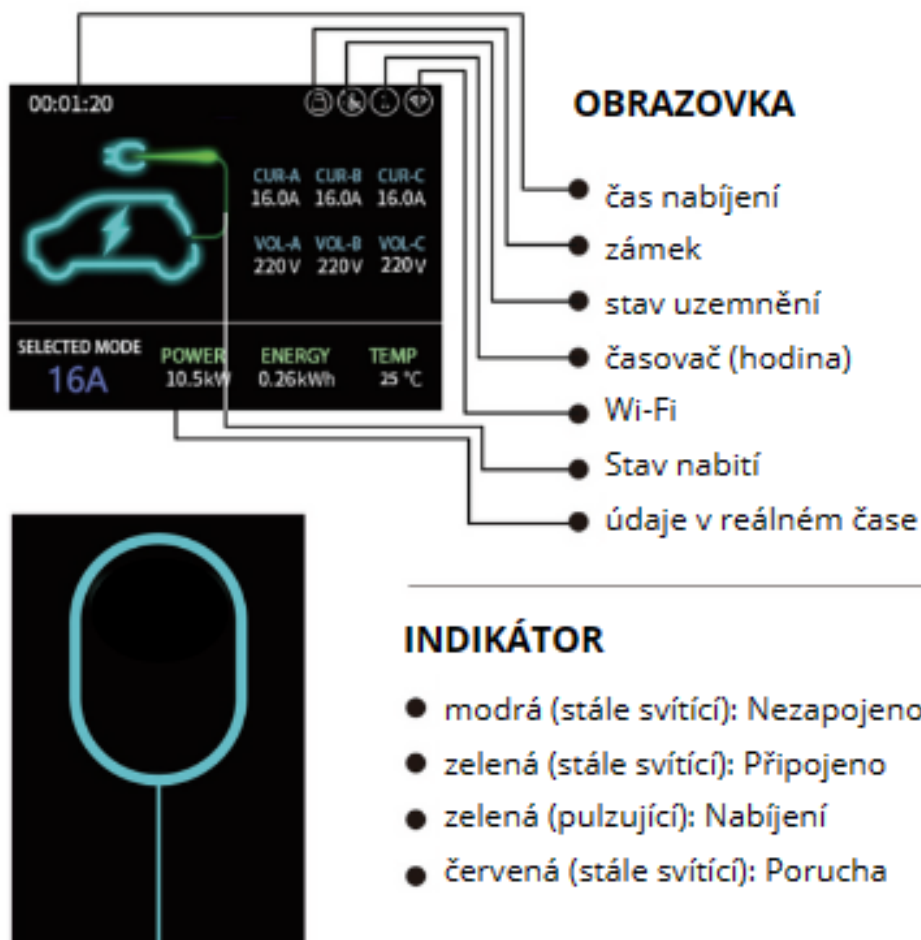 00:01:20
CUR-A CUR-B CUR-C
16.0A 16.0A 16.0A
VOL-A VOL-B VOL-C
220V 220V 220V
SELECTED MODE
16A
POWER ENERGY TEMP
10.5kW 0.26kWh 25 °C
OBRAZOVKA
čas nabíjení
zámek
stav uzemnění
časovač (hodina)
Wi-Fi
Stav nabití
údaje v reálném čase
INDIKÁTOR
modrá (stále svítící): Nezapojeno
zelená (stále svítící): Připojeno
zelená (pulzující): Nabíjení
červená (stále svítící): Porucha